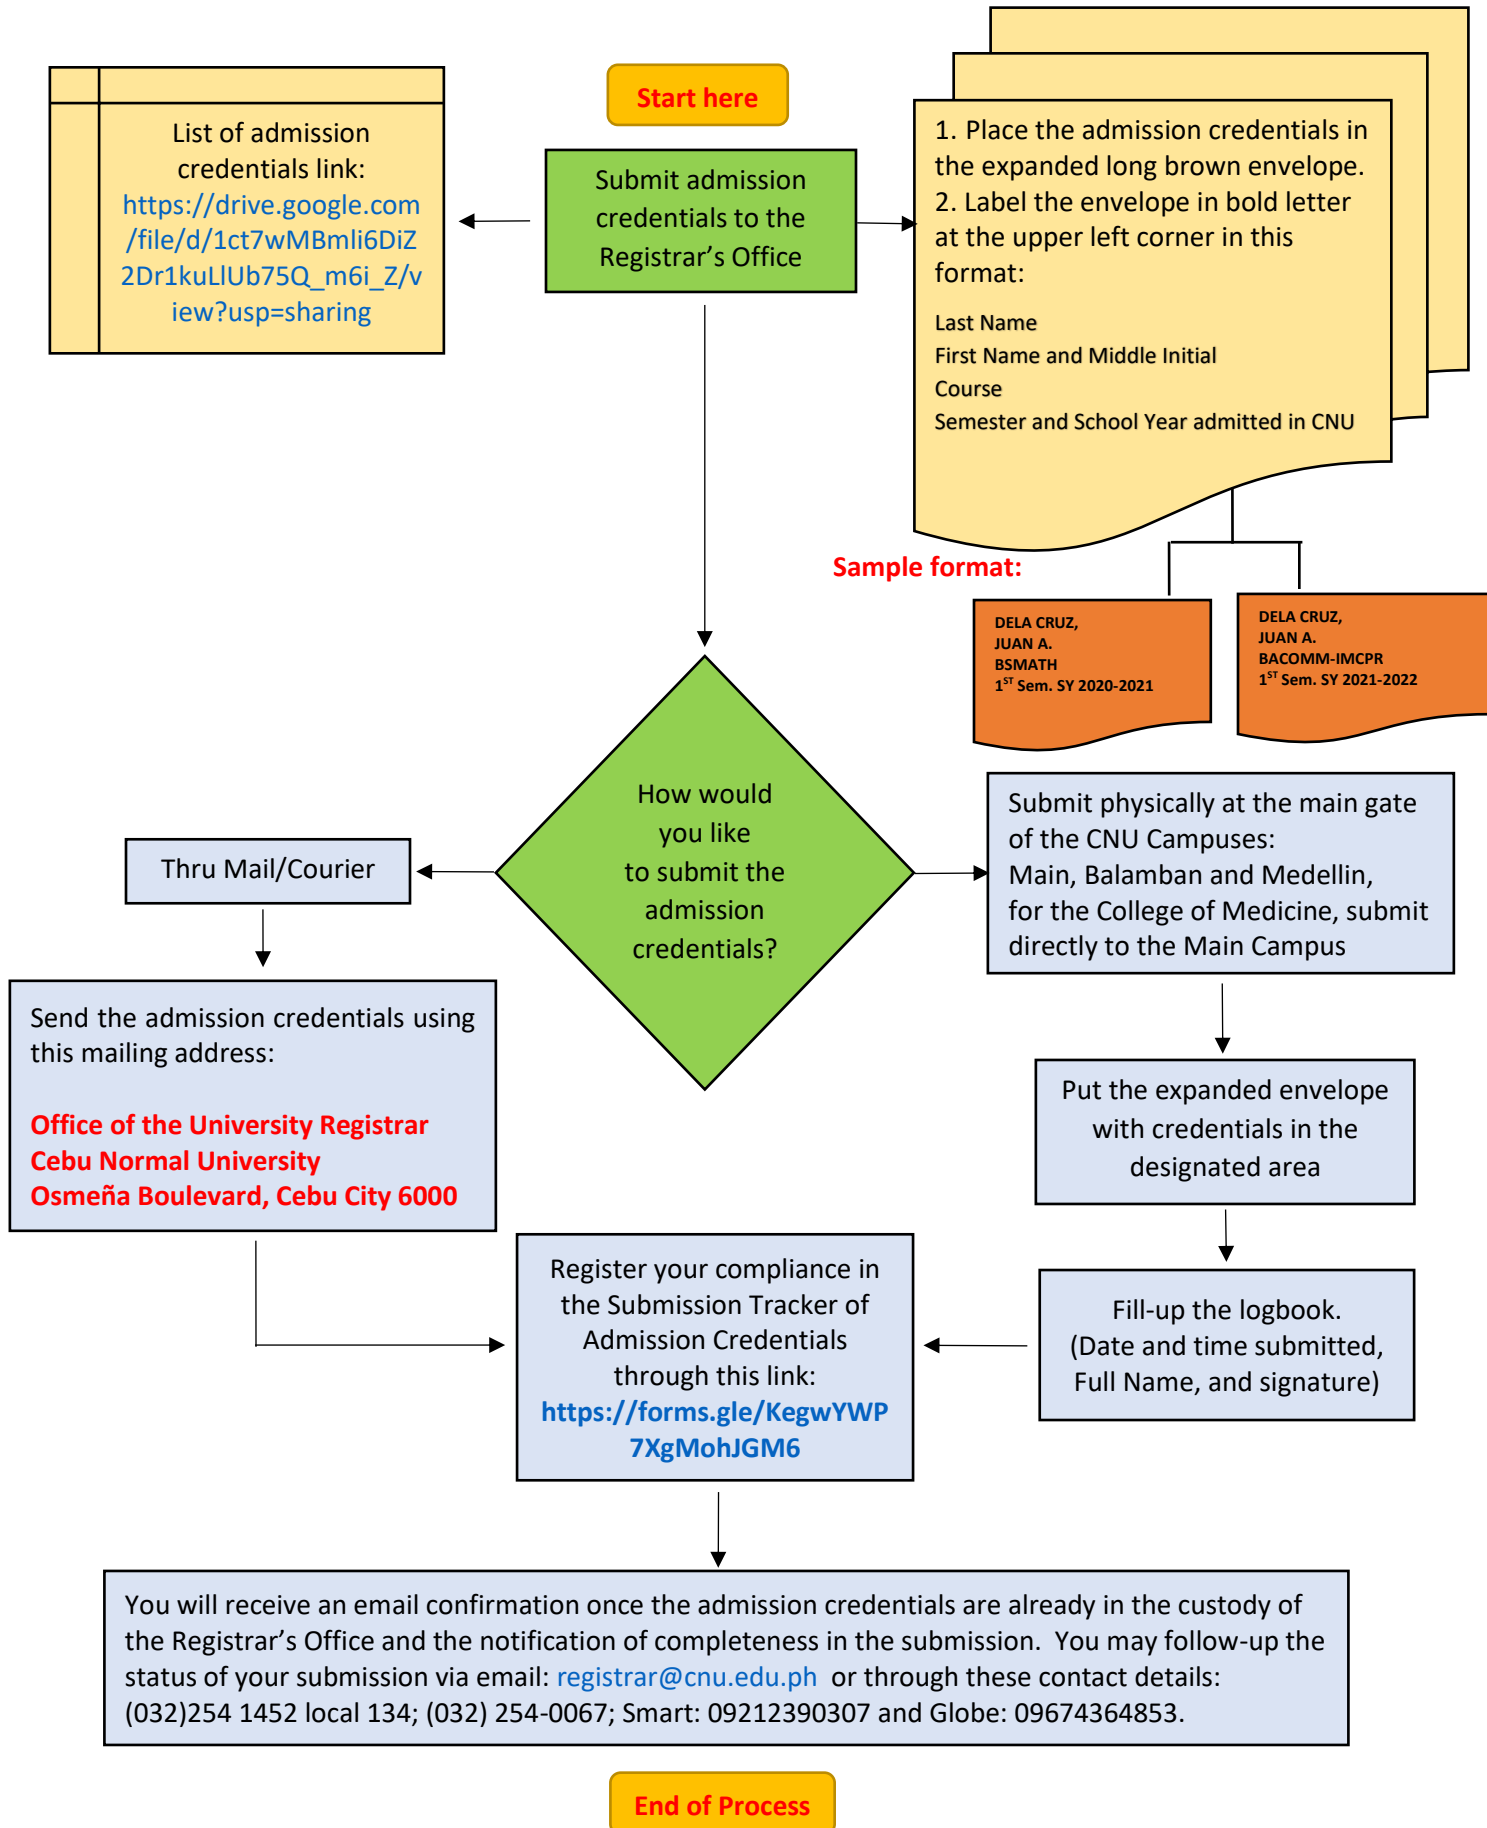 Start here
List of admission
credentials link:
https://drive.google.com
/file/d/1ct7wMBmli6DiZ
2Dr1kuLlUb75Q_m6i_Z/v
iew?usp=sharing
Submit admission
credentials to the
Registrar’s Office
1. Place the admission credentials in
the expanded long brown envelope.
2. Label the envelope in bold letter
at the upper left corner in this
format:
Last Name
First Name and Middle Initial
Course
Semester and School Year admitted in CNU
Sample format:
DELA CRUZ,
JUAN A.
BSMATH
1ST Sem. SY 2020-2021
DELA CRUZ,
JUAN A.
BACOMM-IMCPR
1ST Sem. SY 2021-2022
How would
you like
to submit the
admission
credentials?
Thru Mail/Courier
Send the admission credentials using
this mailing address:
Office of the University Registrar
Cebu Normal University
Osmeña Boulevard, Cebu City 6000
Submit physically at the main gate
of the CNU Campuses:
Main, Balamban and Medellin,
for the College of Medicine, submit
directly to the Main Campus
Put the expanded envelope
with credentials in the
designated area
Fill-up the logbook.
(Date and time submitted,
Full Name, and signature)
Register your compliance in
the Submission Tracker of
Admission Credentials
through this link:
https://forms.gle/KegwYWP
7XgMohJGM6
You will receive an email confirmation once the admission credentials are already in the custody of
the Registrar’s Office and the notification of completeness in the submission.  You may follow-up the
status of your submission via email: registrar@cnu.edu.ph  or through these contact details:
(032)254 1452 local 134; (032) 254-0067; Smart: 09212390307 and Globe: 09674364853.
End of Process